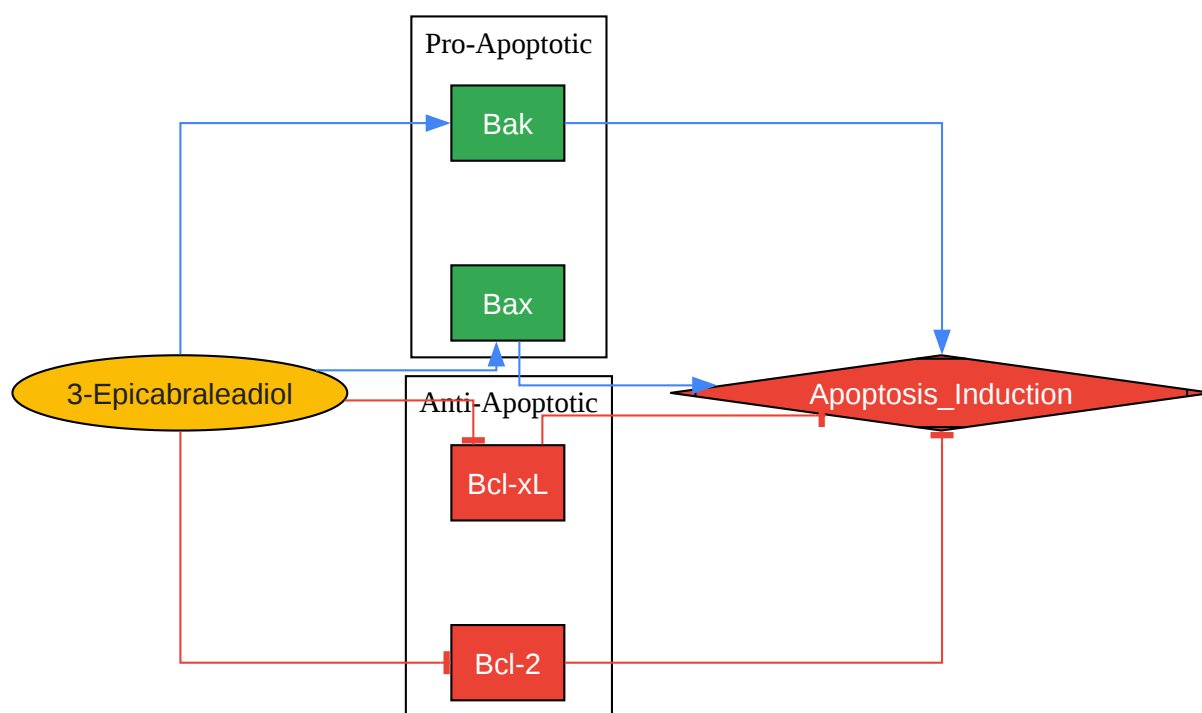 Pro-Apoptotic
Bak
Bax
3-Epicabraleadiol
Apoptosis_Induction
Anti-Apoptotic
Bcl-xL
Bcl-2